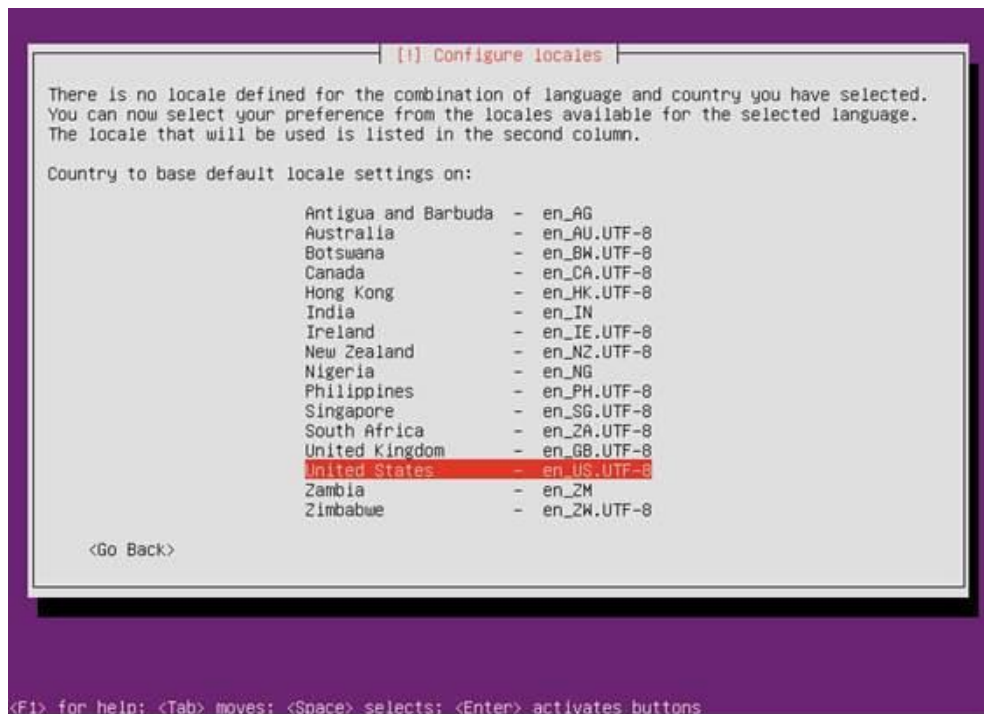 [!] Configure locales
There is no locale defined for the combination of language and country you have selected.
You can now select your preference from the locales available for the selected language.
The locale that will be used is listed in the second column.
Country to base default locale settings on:
Antigua and Barbuda - en_AG
Australia - en_AU.UTF-8
Botswana - en_BW.UTF-8
Canada - en_CA.UTF-8
Hong Kong - en_HK.UTF-8
India - en_IN
Ireland - en_IE.UTF-8
New Zealand - en_NZ.UTF-8
Nigeria - en_NG
Philippines - en_PH.UTF-8
Singapore - en_SG.UTF-8
South Africa - en_ZA.UTF-8
United Kingdom - en_GB.UTF-8
United States - en_US.UTF-8
Zambia - en_ZM
Zimbabwe - en_ZW.UTF-8
<Go Back>
<F1> for help; <Tab> moves; <Space> selects; <Enter> activates buttons